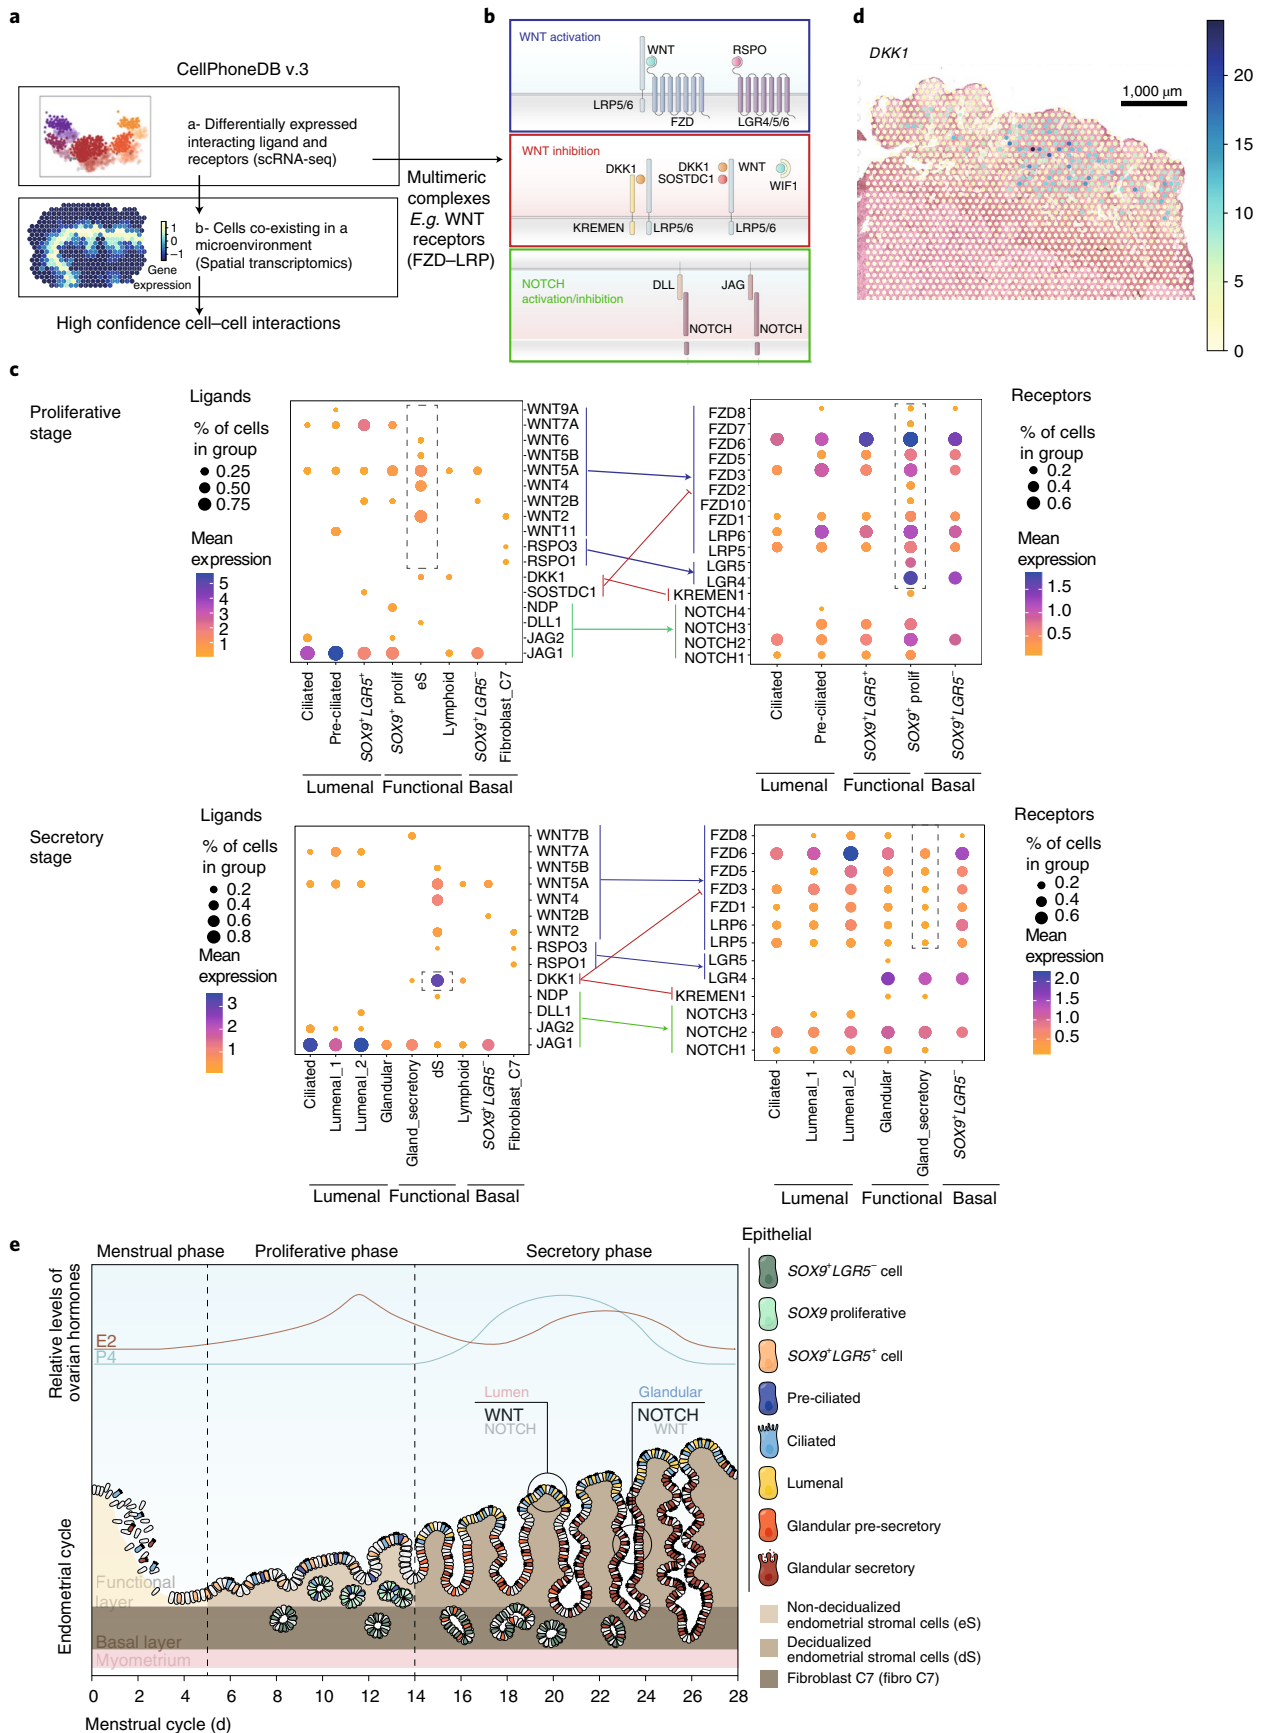 a
CellPhoneDB v.3
a- Differentially expressed
interacting ligand and
receptors (scRNA-seq)
b- Cells co-existing in a
microenvironment
(Spatial transcriptomics)
1
0
−1
Gene
expression
High confidence cell–cell interactions
Multimeric
complexes
E.g. WNT
receptors
(FZD–LRP)
b
WNT activation
WNT
RSPO
LRP5/6
FZD
LGR4/5/6
WNT inhibition
DKK1
DKK1
SOSTDC1
WNT
WIF1
KREMEN
LRP5/6
LRP5/6
NOTCH
activation/inhibition
DLL
JAG
NOTCH
NOTCH
d
DKK1
1,000 µm
20
15
10
5
0
c
Proliferative
stage
Ligands
% of cells
in group
0.25
0.50
0.75
Mean
expression
5
4
3
2
1
WNT9A
WNT7A
WNT6
WNT5B
WNT5A
WNT4
WNT2B
WNT2
WNT11
RSPO3
RSPO1
DKK1
SOSTDC1
NDP
DLL1
JAG2
JAG1
Ciliated
Pre-ciliated
SOX9+LGR5+
SOX9+ prolif
eS
Lymphoid
SOX9+LGR5−
Fibroblast_C7
Lumenal
Functional
Basal
FZD8
FZD7
FZD6
FZD5
FZD3
FZD2
FZD10
FZD1
LRP6
LRP5
LGR5
LGR4
KREMEN1
NOTCH4
NOTCH3
NOTCH2
NOTCH1
Ciliated
Pre-ciliated
SOX9+LGR5+
SOX9+ prolif
SOX9+LGR5−
Lumenal
Functional
Basal
Receptors
% of cells
in group
0.2
0.4
0.6
Mean
expression
1.5
1.0
0.5
Secretory
stage
Ligands
% of cells
in group
0.2
0.4
0.6
0.8
Mean
expression
3
2
1
WNT7B
WNT7A
WNT5B
WNT5A
WNT4
WNT2B
WNT2
RSPO3
RSPO1
DKK1
NDP
DLL1
JAG2
JAG1
Ciliated
Lumenal_1
Lumenal_2
Glandular
Gland_secretory
dS
Lymphoid
SOX9+LGR5−
Fibroblast_C7
Lumenal
Functional
Basal
FZD8
FZD6
FZD5
FZD3
FZD1
LRP6
LRP5
LGR5
LGR4
KREMEN1
NOTCH3
NOTCH2
NOTCH1
Ciliated
Lumenal_1
Lumenal_2
Glandular
Gland_secretory
SOX9+LGR5−
Lumenal
Functional
Basal
Receptors
% of cells
in group
0.2
0.4
0.6
Mean
expression
2.0
1.5
1.0
0.5
e
Menstrual phase
Proliferative phase
Secretory phase
Relative levels of
ovarian hormones
E2
P4
Lumen
WNT
NOTCH
Glandular
NOTCH
WNT
Endometrial cycle
Functional
layer
Basal layer
Myometrium
0
2
4
6
8
10
12
14
16
18
20
22
24
26
28
Menstrual cycle (d)
Epithelial
SOX9+LGR5− cell
SOX9 proliferative
SOX9+LGR5+ cell
Pre-ciliated
Ciliated
Lumenal
Glandular pre-secretory
Glandular secretory
Non-decidualized
endometrial stromal cells (eS)
Decidualized
endometrial stromal cells (dS)
Fibroblast C7 (fibro C7)